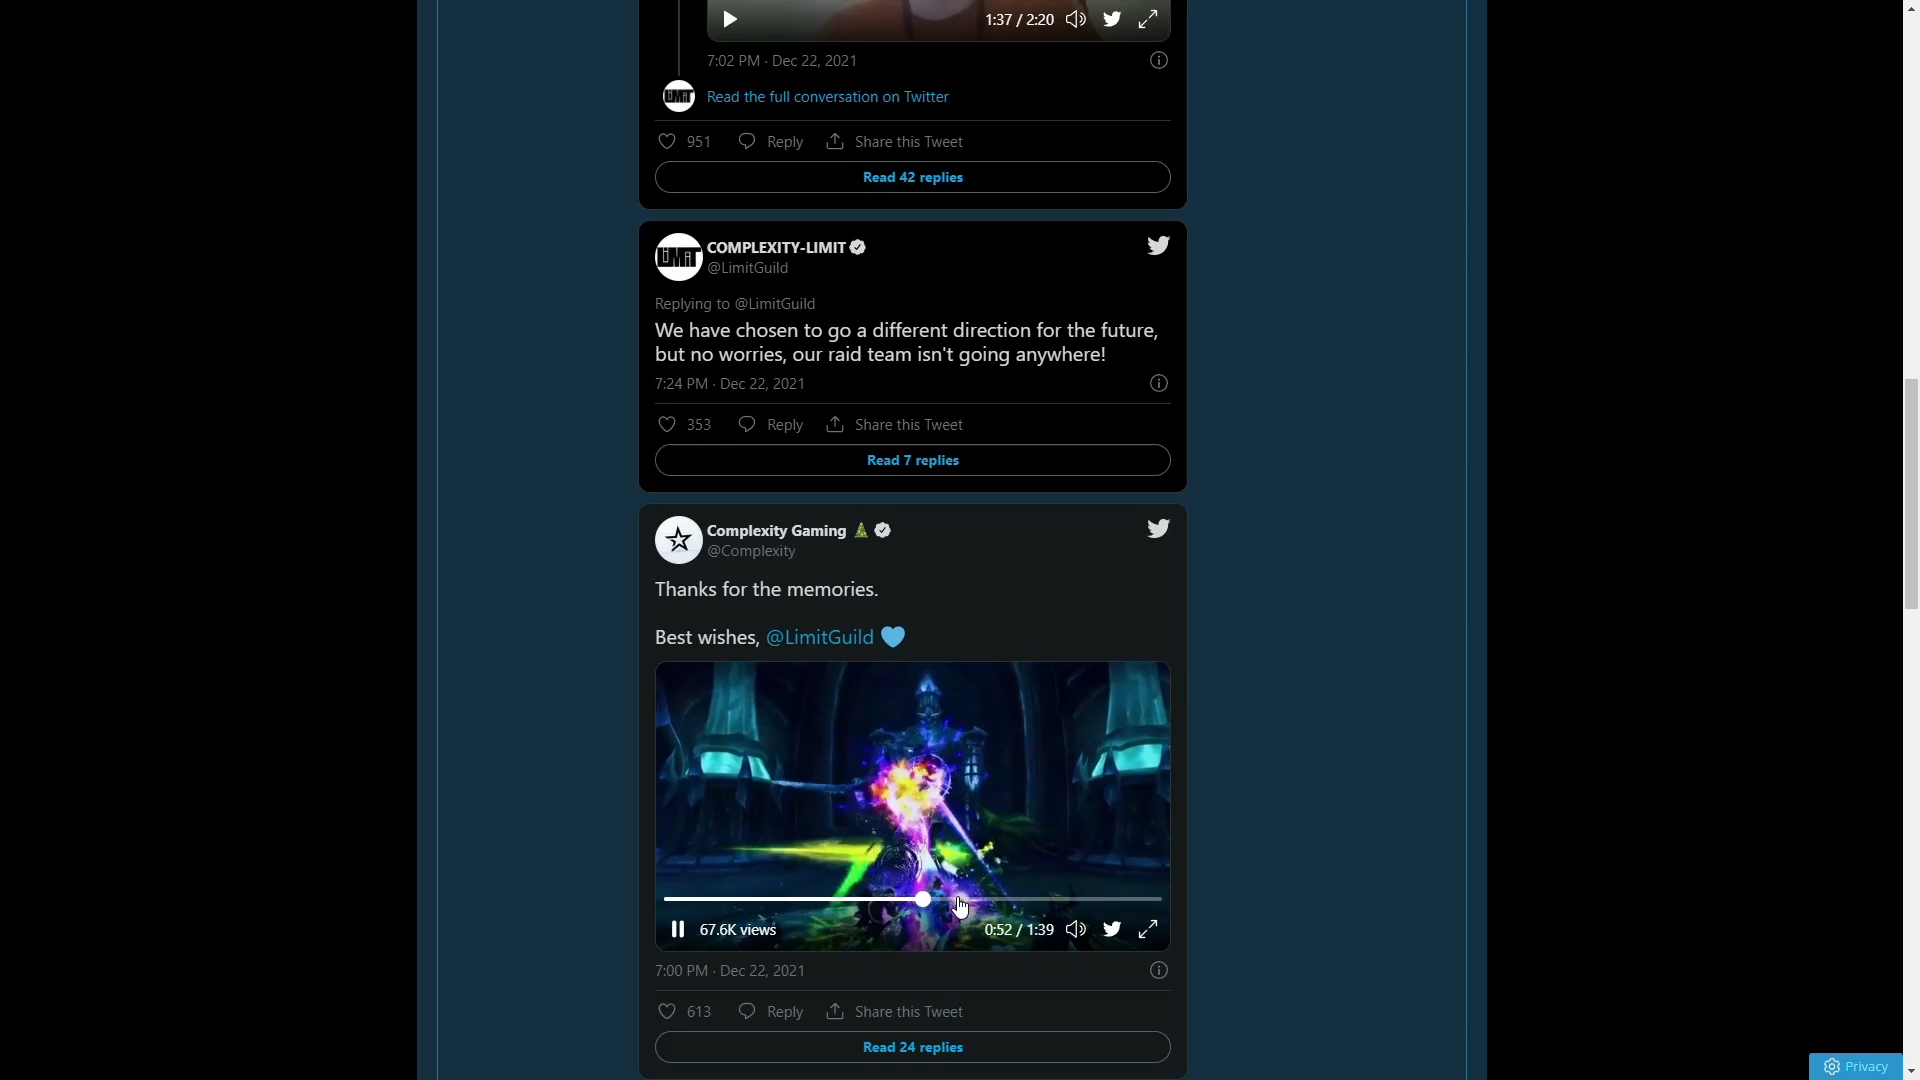 1:37 / 2:20
7:02 PM · Dec 22, 2021
LIMIT
Read the full conversation on Twitter
951 Reply Share this Tweet
Read 42 replies
LIMIT
COMPLEXITY-LIMIT
@LimitGuild
Replying to @LimitGuild
We have chosen to go a different direction for the future,
but no worries, our raid team isn't going anywhere!
7:24 PM · Dec 22, 2021
353 Reply Share this Tweet
Read 7 replies
Complexity Gaming 🎄
@Complexity
Thanks for the memories.
Best wishes, @LimitGuild 💙
67.6K views 0:52 / 1:39
7:00 PM · Dec 22, 2021
613 Reply Share this Tweet
Read 24 replies
Privacy